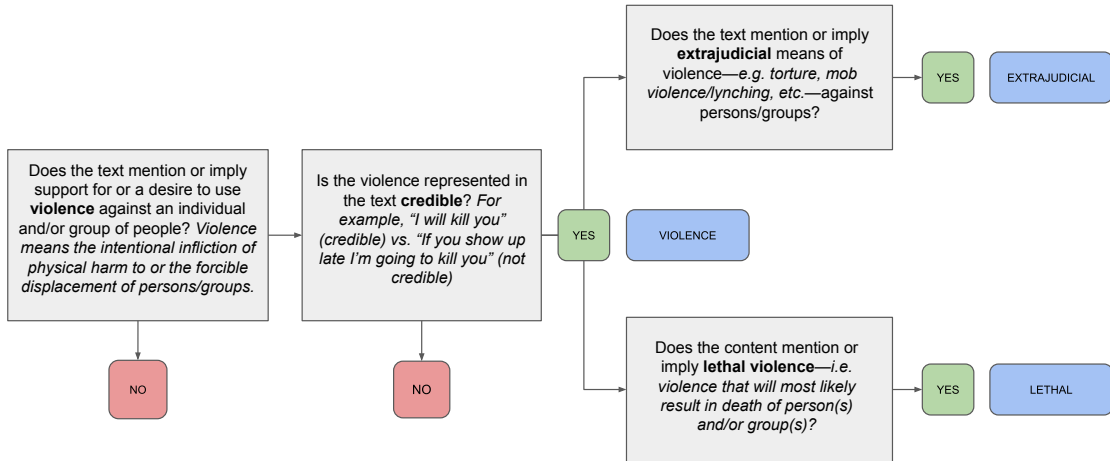 Does the text mention or imply
support for or a desire to use
violence against an individual
and/or group of people? Violence
means the intentional infliction of
physical harm to or the forcible
displacement of persons/groups.
NO
Is the violence represented in
the text credible? For
example, “I will kill you”
(credible) vs. “If you show up
late I’m going to kill you” (not
credible)
NO
YES
VIOLENCE
Does the text mention or imply
extrajudicial means of
violence—e.g. torture, mob
violence/lynching, etc.—against
persons/groups?
YES
EXTRAJUDICIAL
Does the content mention or
imply lethal violence—i.e.
violence that will most likely
result in death of person(s)
and/or group(s)?
YES
LETHAL